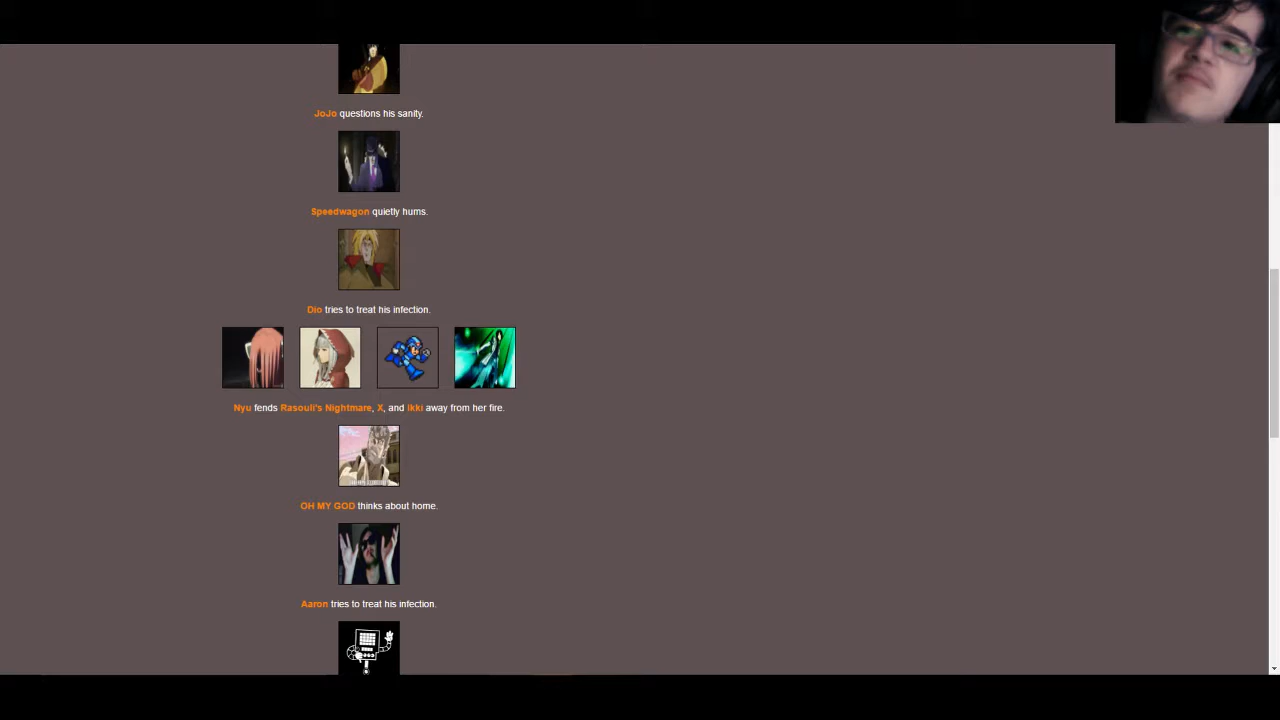 JoJo questions his sanity.
Speedwagon quietly hums.
Dio tries to treat his infection.
Nyu fends Rasouli's Nightmare, X, and Ikki away from her fire.
OH MY GOD thinks about home.
Aaron tries to treat his infection.